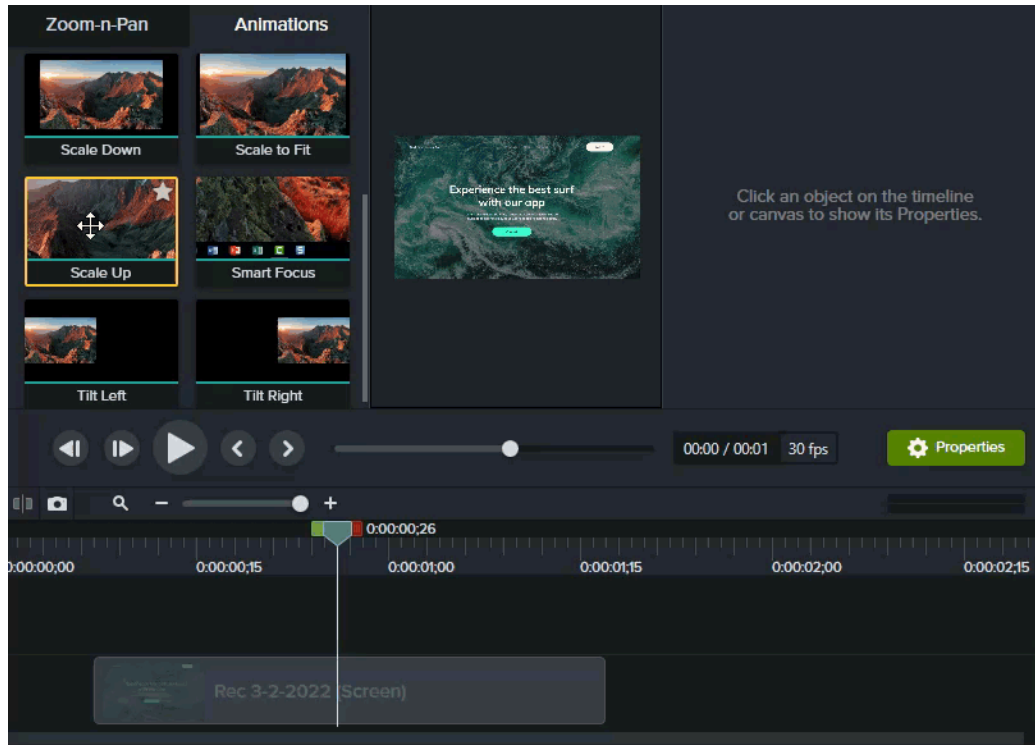 Zoom-n-Pan
Animations
Scale Down
Scale to Fit
Scale Up
Smart Focus
Tilt Left
Tilt Right
Experience the best surf
with our app
Click an object on the timeline
or canvas to show its Properties.
00:00 / 00:01
30 fps
Properties
0:00:00;26
0:00:00;00
0:00:00;15
0:00:01;00
0:00:01;15
0:00:02;00
0:00:02;15
Rec 3-2-2022 (Screen)